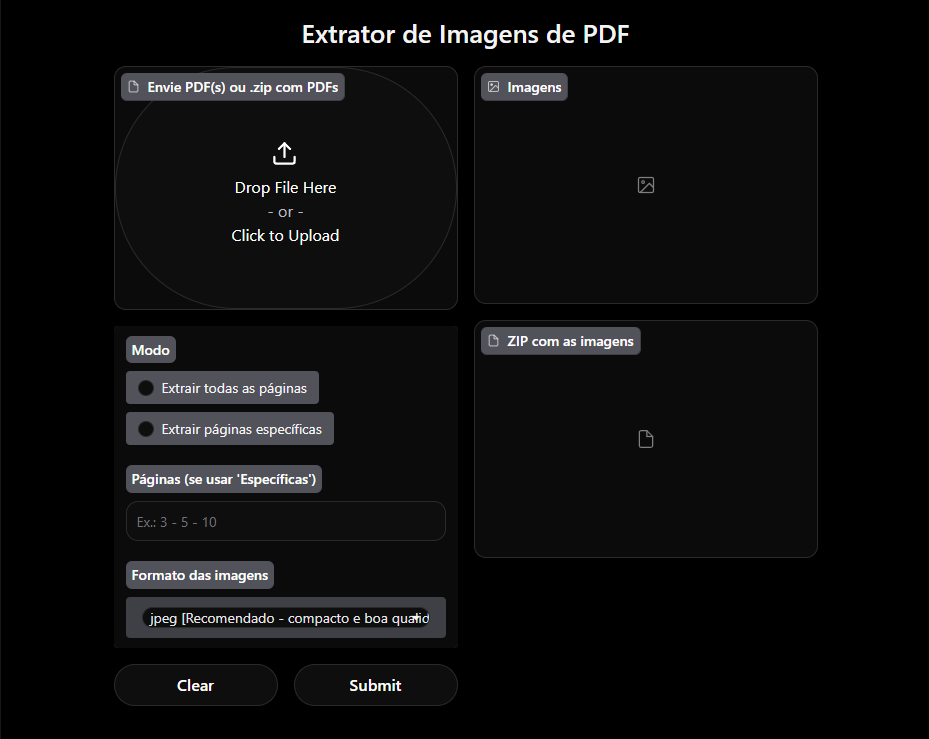 Extrator de Imagens de PDF
Envie PDF(s) ou .zip com PDFs
Drop File Here
- or -
Click to Upload
Imagens
Modo
Extrair todas as páginas
Extrair páginas específicas
Páginas (se usar 'Específicas')
Ex.: 3 - 5 - 10
Formato das imagens
jpeg [Recomendado - compacto e boa
ZIP com as imagens
Clear
Submit